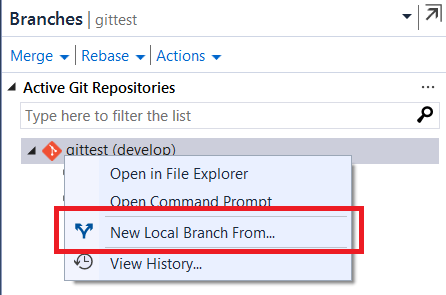 Branches | gittest
Merge Rebase Actions
Active Git Repositories ...
Type here to filter the list
gittest (develop)
Open in File Explorer
Open Command Prompt
New Local Branch From...
View History...